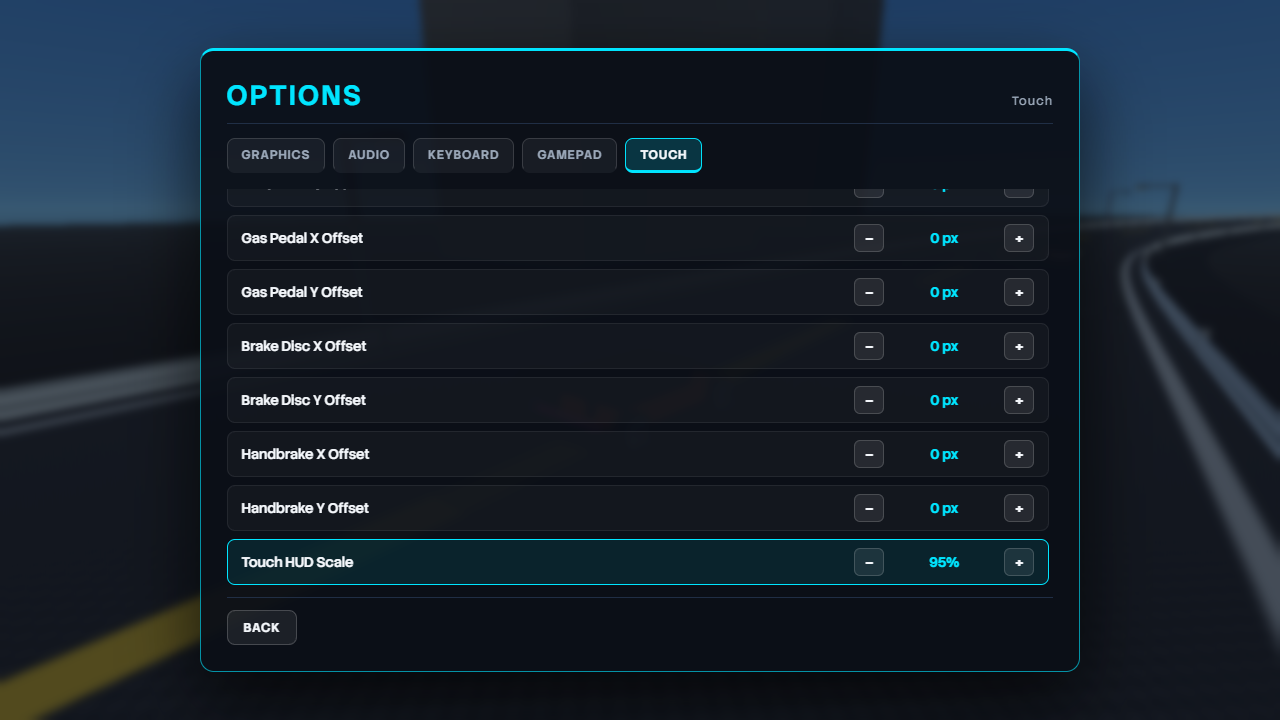 OPTIONS
Touch
GRAPHICS AUDIO KEYBOARD GAMEPAD TOUCH
Gas Pedal X Offset − 0 px +
Gas Pedal Y Offset − 0 px +
Brake Disc X Offset − 0 px +
Brake Disc Y Offset − 0 px +
Handbrake X Offset − 0 px +
Handbrake Y Offset − 0 px +
Touch HUD Scale − 95% +
BACK